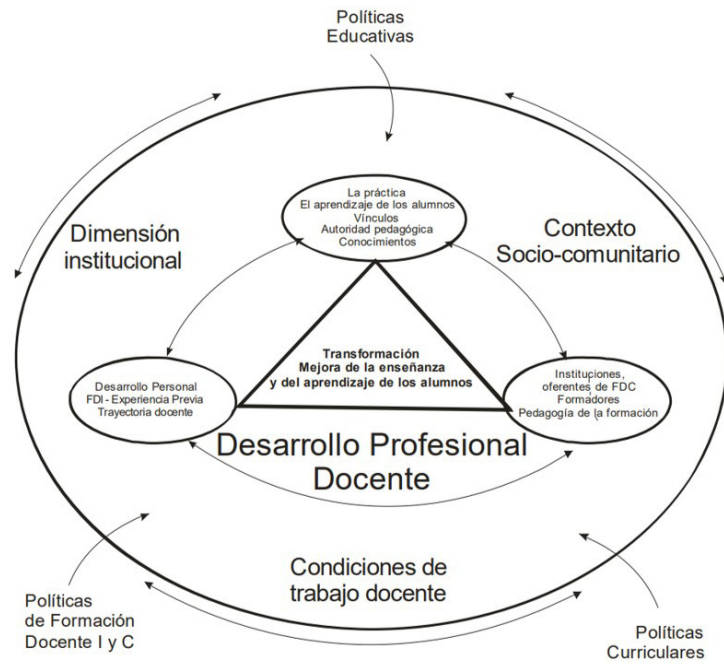 Políticas
Educativas
La práctica
El aprendizaje de los alumnos
Vínculos
Autoridad pedagógica
Conocimientos
Dimensión
institucional
Contexto
Socio-comunitario
Transformación
Mejora de la enseñanza
y del aprendizaje de los alumnos
Desarrollo Personal
FDI - Experiencia Previa
Trayectoria docente
Instituciones,
oferentes de FDC
Formadores
Pedagogía de la formación
Desarrollo Profesional
Docente
Condiciones de
trabajo docente
Políticas
de Formación
Docente I y C
Políticas
Curriculares